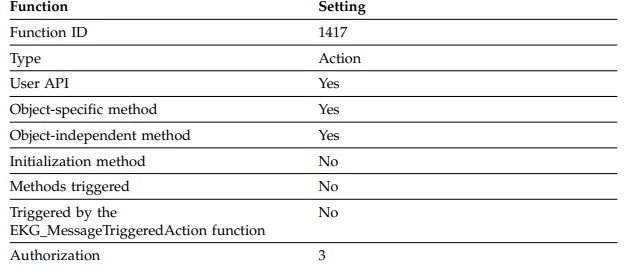 Function Setting
Function ID 1417
Type Action
User API Yes
Object-specific method Yes
Object-independent method Yes
Initialization method No
Methods triggered No
Triggered by the No
EKG_MessageTriggeredAction function
Authorization 3